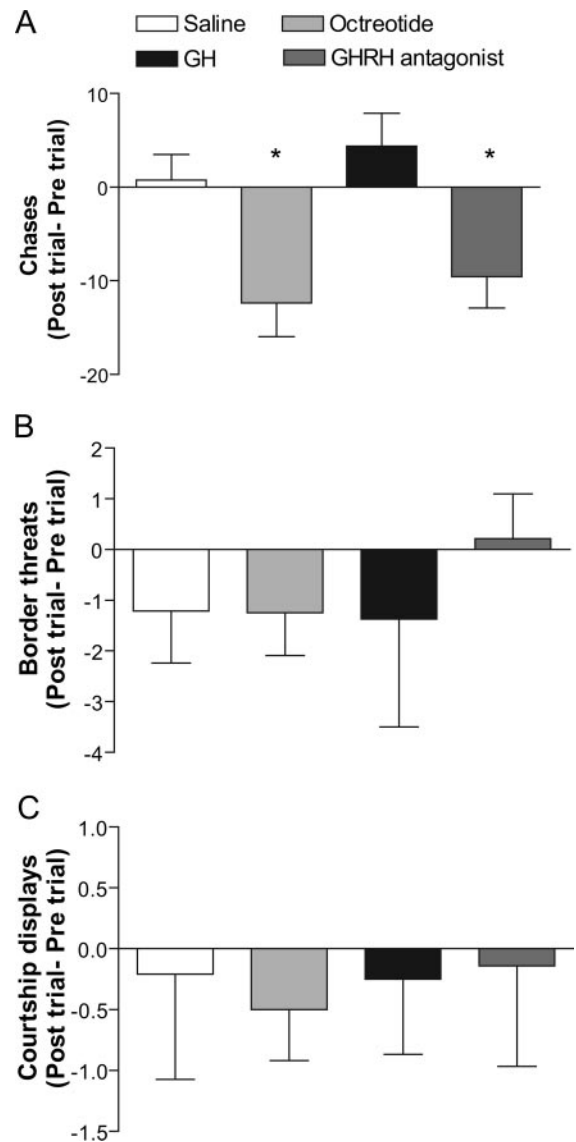 A
Saline Octreotide
GH GHRH antagonist
Chases
(Post trial- Pre trial)
10
0
-10
-20
* *
B
Border threats
(Post trial- Pre trial)
2
1
0
-1
-2
-3
-4
C
Courtship displays
(Post trial- Pre trial)
1.0
0.5
0.0
-0.5
-1.0
-1.5